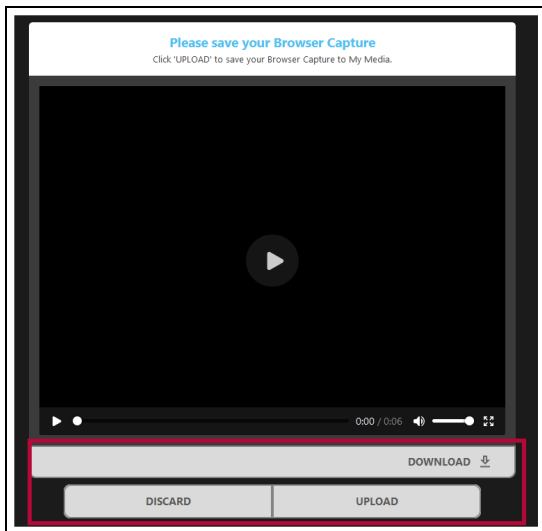 Please save your Browser Capture
Click 'UPLOAD' to save your Browser Capture to My Media.
0:00 / 0:06
DOWNLOAD
DISCARD UPLOAD